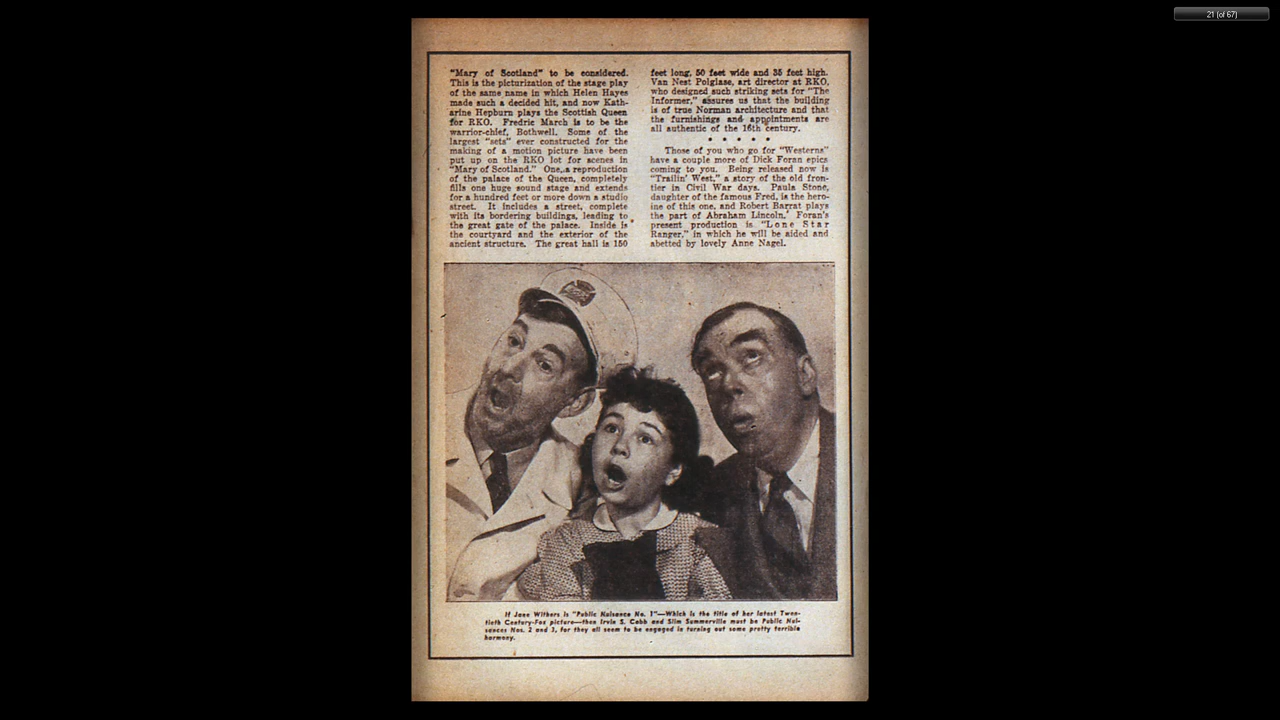 21 (of 67)
"Mary of Scotland" to be considered.
This is the picturization of the stage play
of the same name in which Helen Hayes
made such a decided hit, and now Kath-
arine Hepburn plays the Scottish Queen
for RKO. Fredric March is to be the
warrior-chief, Bothwell. Some of the
largest "sets" ever constructed for the
making of a motion picture have been
put up on the RKO lot for scenes in
"Mary of Scotland." One, a reproduction
of the palace of the Queen, completely
fills one huge sound stage and extends
for a hundred feet or more down a studio
street. It includes a street, complete
with its bordering buildings, leading to
the great gate of the palace. Inside is
the courtyard and the exterior of the
ancient structure. The great hall is 150
feet long, 50 feet wide and 35 feet high.
Van Nest Polglase, art director at RKO,
who designed such striking sets for "The
Informer," assures us that the building
is of true Norman architecture and that
the furnishings and appointments are
all authentic of the 16th century.
* * * * *
Those of you who go for "Westerns"
have a couple more of Dick Foran epics
coming to you. Being released now is
"Trailin' West," a story of the old fron-
tier in Civil War days. Paula Stone,
daughter of the famous Fred, is the hero-
ine of this one, and Robert Barrat plays
the part of Abraham Lincoln. Foran's
present production is "Lone Star
Ranger," in which he will be aided and
abetted by lovely Anne Nagel.
If Jane Withers is "Public Nuisance No. 1"—Which is the title of her latest Twen-
tieth Century-Fox picture—then Irvin S. Cobb and Slim Summerville must be Public Nui-
sances Nos. 2 and 3, for they all seem to be engaged in turning out some pretty terrible
harmony.